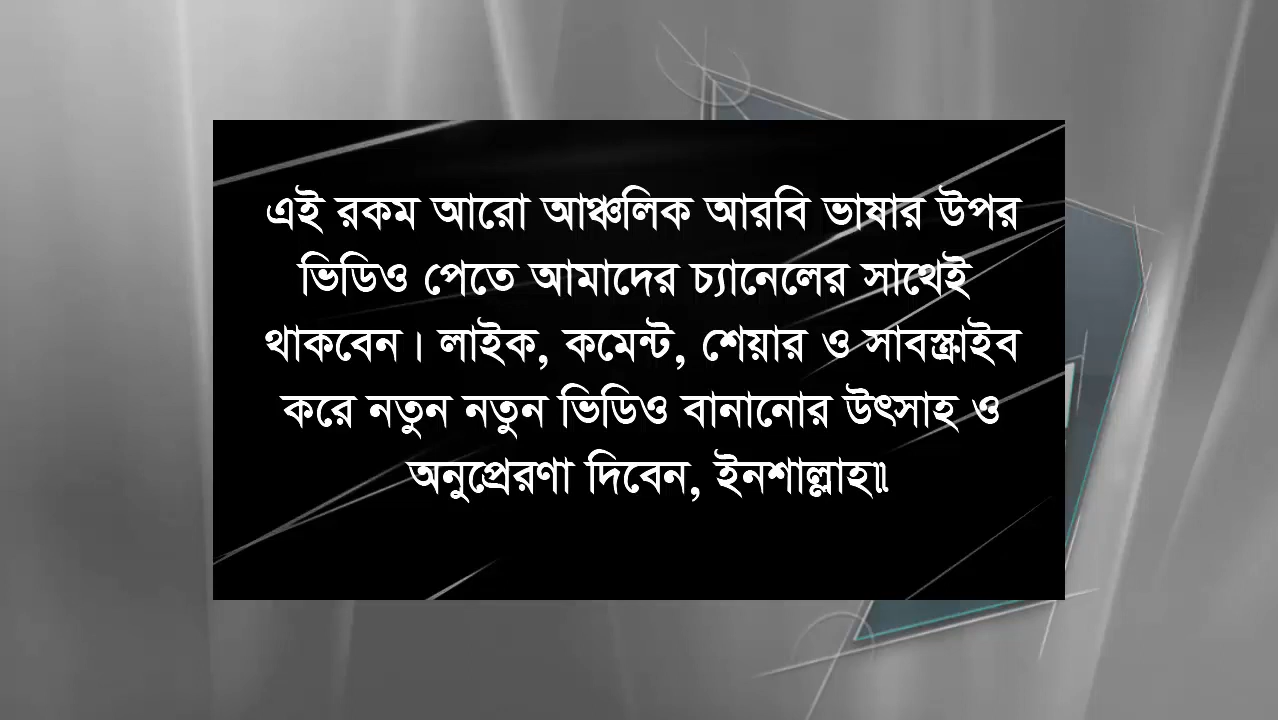 এই রকম আরো আঞ্চলিক আরবি ভাষার উপর
ভিডিও পেতে আমাদের চ্যানেলের সাথেই
থাকবেন। লাইক, কমেন্ট, শেয়ার ও সাবস্ক্রাইব
করে নতুন নতুন ভিডিও বানানোর উৎসাহ ও
অনুপ্রেরণা দিবেন, ইনশাল্লাহ॥